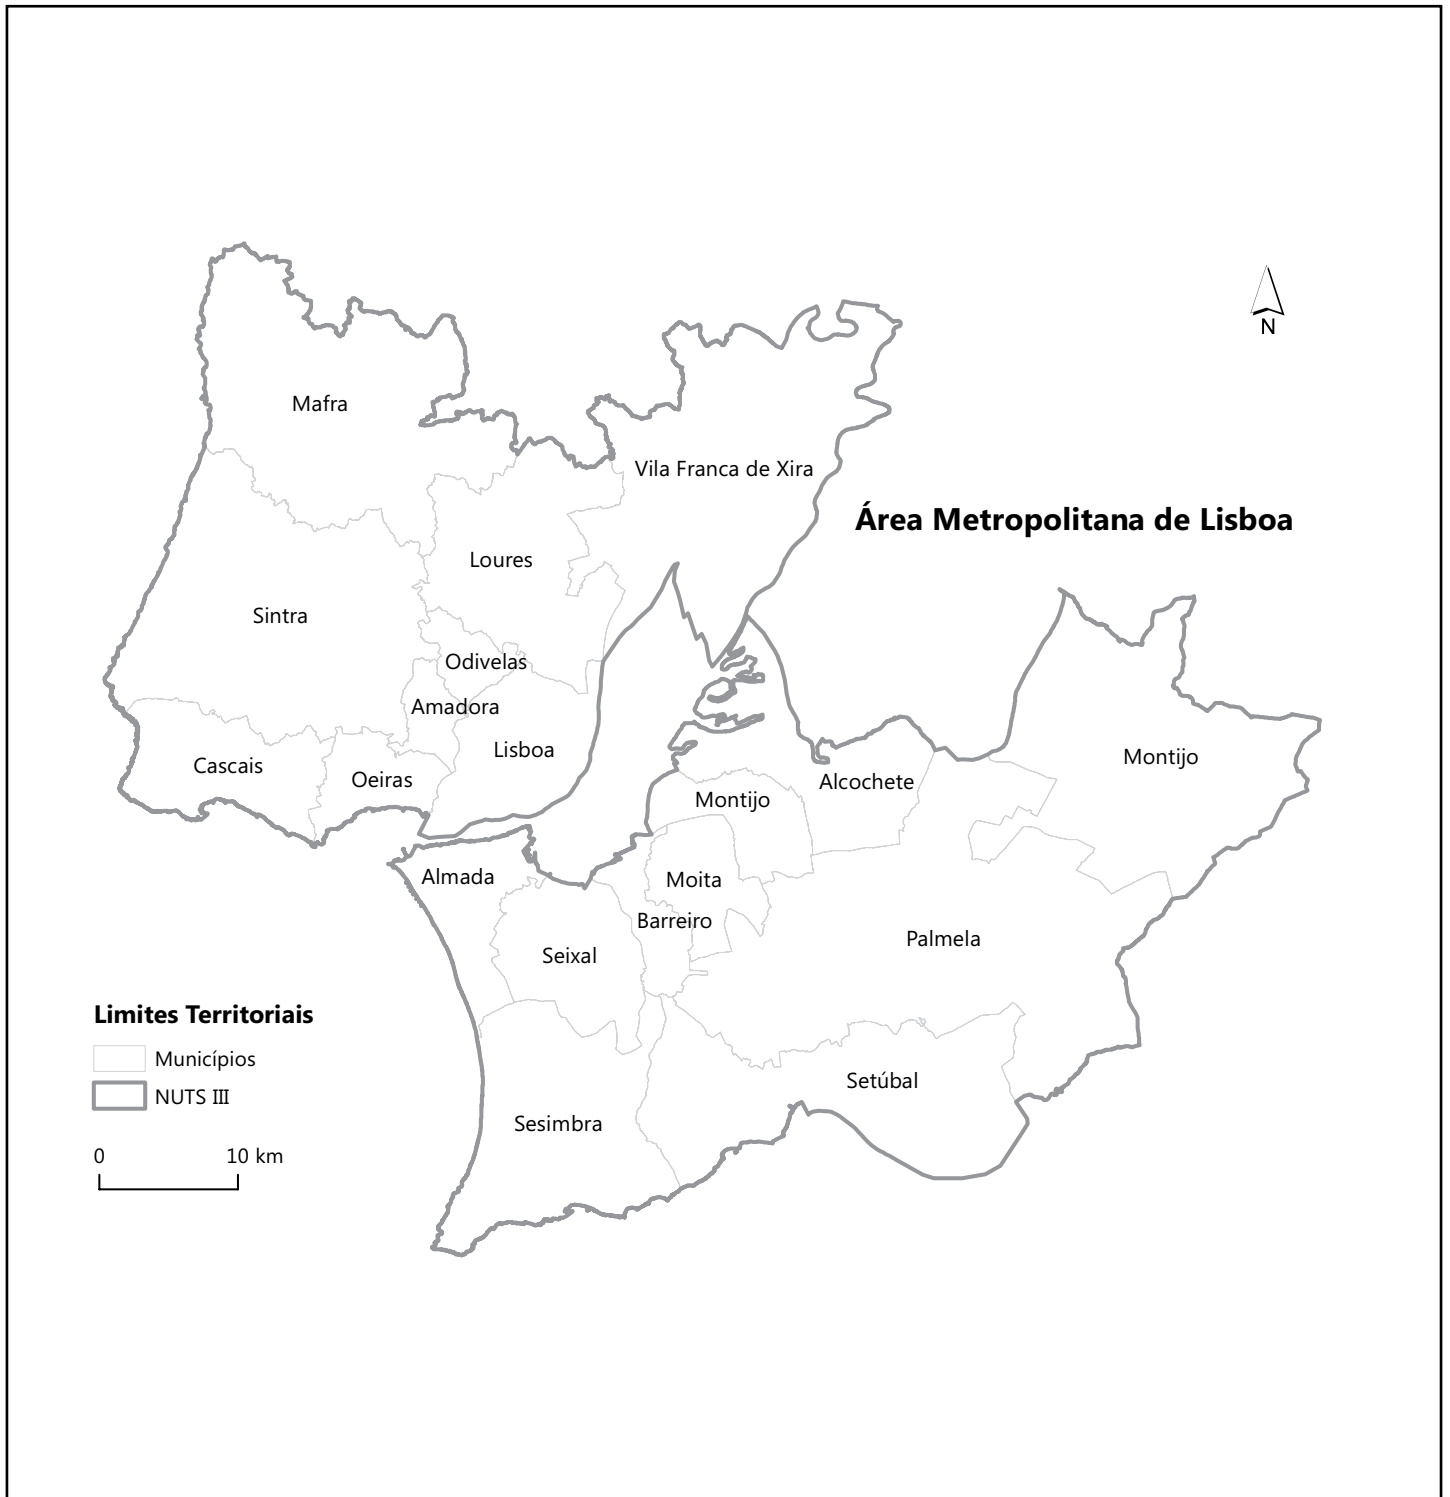 N
Mafra
Vila Franca de Xira
Área Metropolitana de Lisboa
Loures
Sintra
Odivelas
Amadora
Lisboa
Montijo
Cascais
Oeiras
Alcochete
Montijo
Almada
Moita
Barreiro
Palmela
Seixal
Limites Territoriais
Municípios
NUTS III
Setúbal
Sesimbra
0 10 km